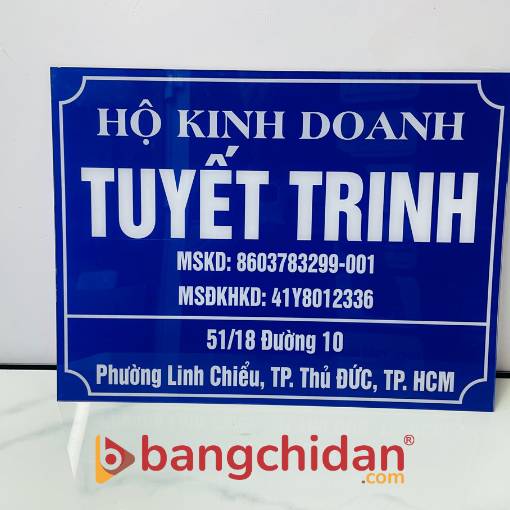 HỘ KINH DOANH
TUYẾT TRINH
MSKD: 8603783299-001
MSĐKHKD: 41Y8012336
51/18 Đường 10
Phường Linh Chiểu, TP. Thủ ĐỨC, TP. HCM
bangchidan®
.com